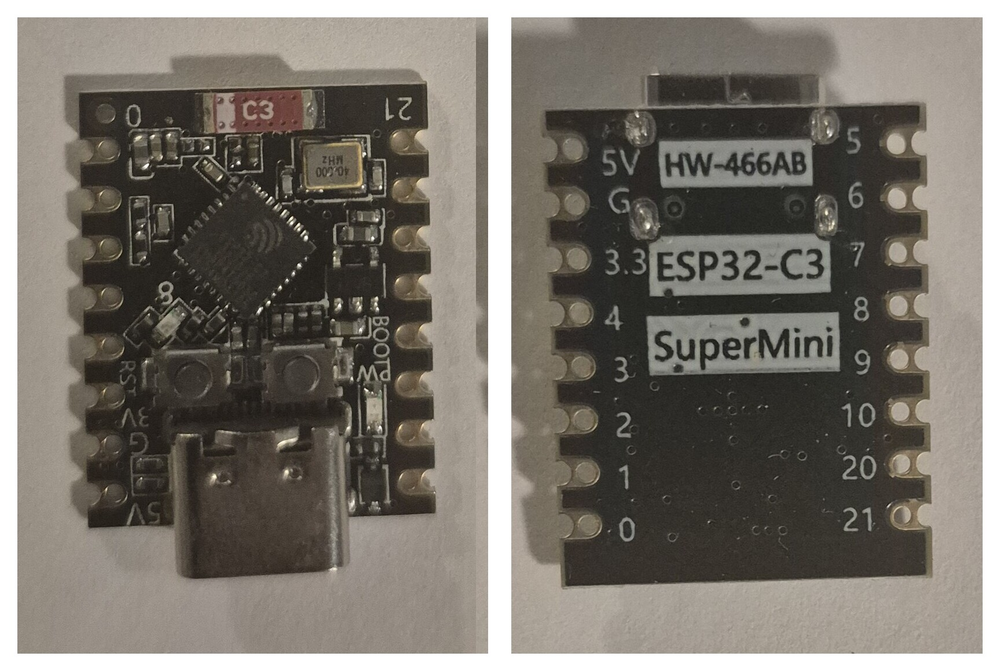 0
C3
21
40.000
MHz
8
BOOT
RST
PW
3V
G
5V
5V
HW-466AB
5
G
6
3.3
ESP32-C3
7
4
8
SuperMini
3
9
2
10
1
20
0
21